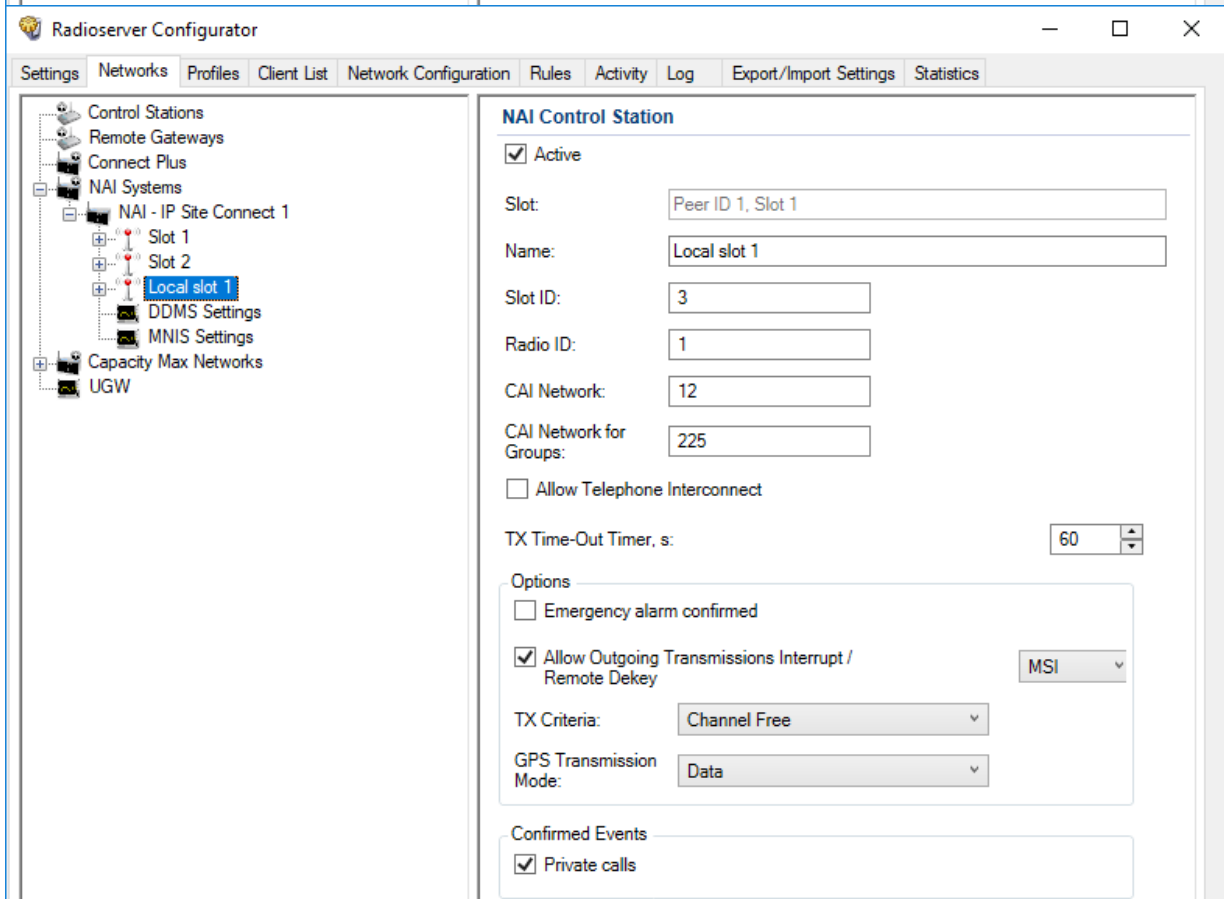 Radioserver Configurator
Settings Networks Profiles Client List Network Configuration Rules Activity Log Export/Import Settings Statistics
Control Stations
Remote Gateways
Connect Plus
NAI Systems
NAI - IP Site Connect 1
Slot 1
Slot 2
Local slot 1
DDMS Settings
MNIS Settings
Capacity Max Networks
UGW
NAI Control Station
Active
Slot: Peer ID 1, Slot 1
Name: Local slot 1
Slot ID: 3
Radio ID: 1
CAI Network: 12
CAI Network for
Groups: 225
Allow Telephone Interconnect
TX Time-Out Timer, s: 60
Options
Emergency alarm confirmed
Allow Outgoing Transmissions Interrupt / MSI
Remote Dekey
TX Criteria: Channel Free
GPS Transmission
Mode: Data
Confirmed Events
Private calls